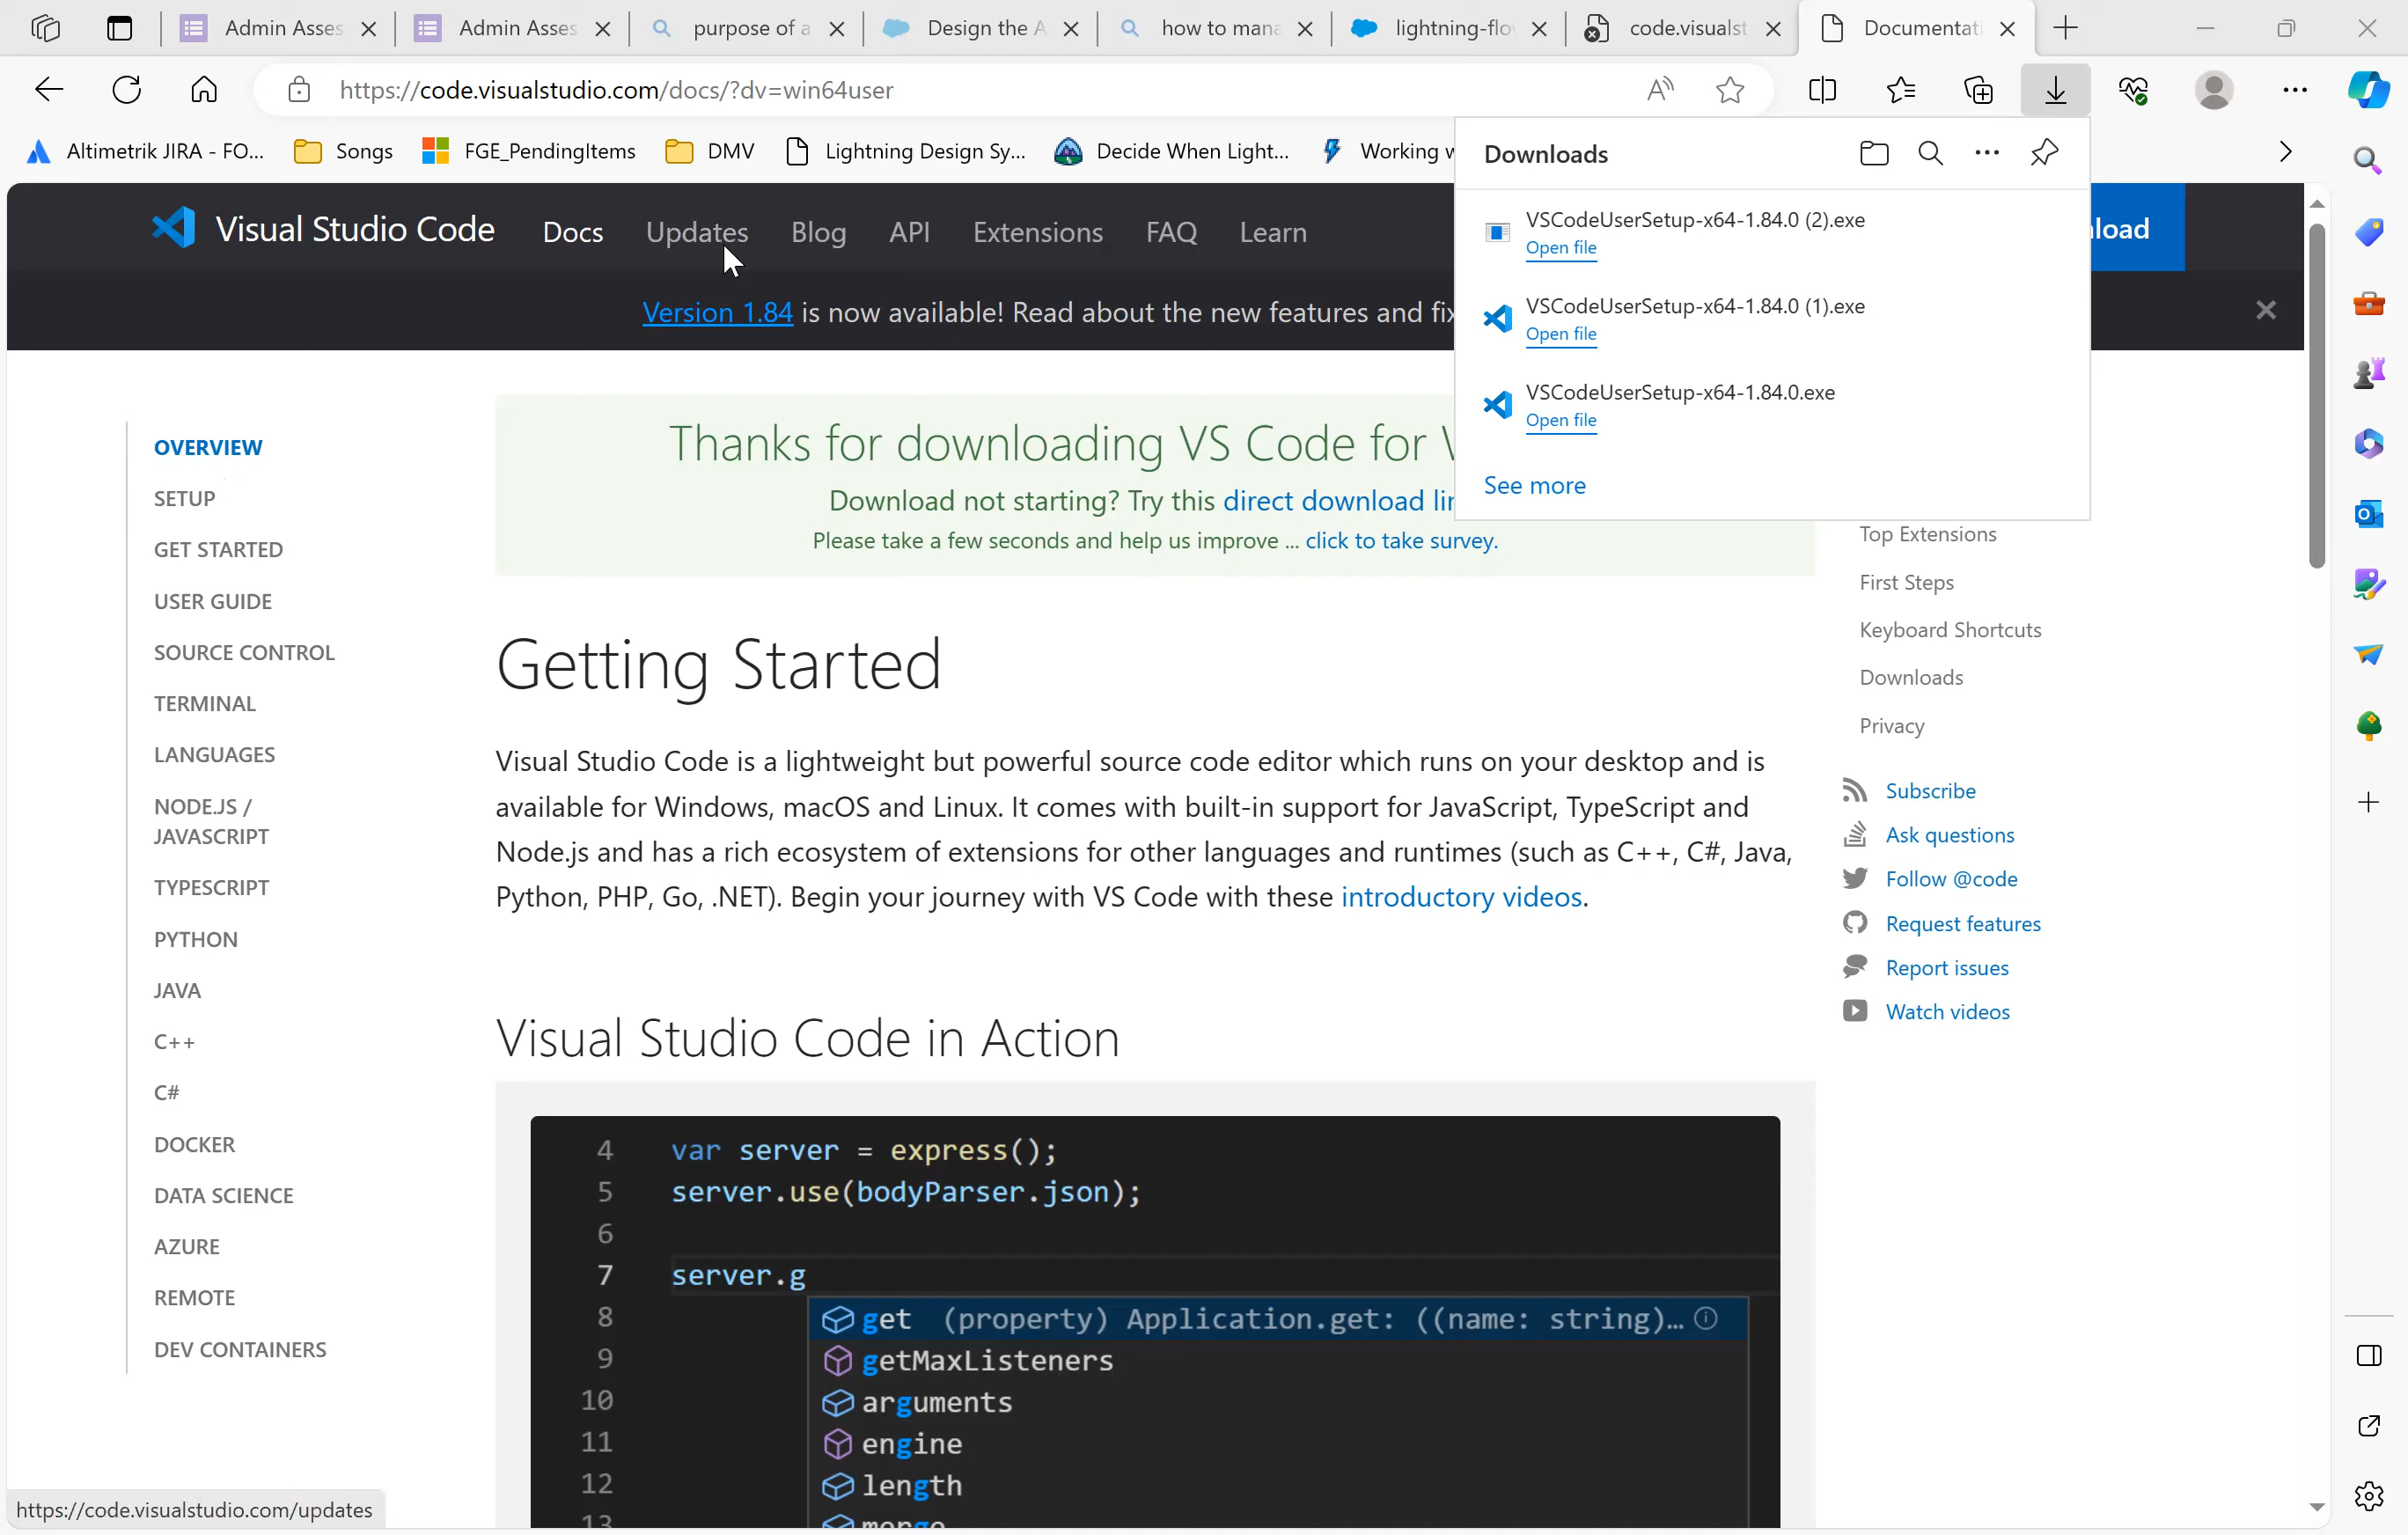 Admin Asses
Admin Asses
purpose of a
Design the A
how to mana
lightning-flo
code.visualst
Documentati
https://code.visualstudio.com/docs/?dv=win64user
Altimetrik JIRA - FO...
Songs
FGE_PendingItems
DMV
Lightning Design Sy...
Decide When Light...
Working w
Downloads
VSCodeUserSetup-x64-1.84.0 (2).exe
Open file
VSCodeUserSetup-x64-1.84.0 (1).exe
Open file
VSCodeUserSetup-x64-1.84.0.exe
Open file
See more
Visual Studio Code
Docs
Updates
Blog
API
Extensions
FAQ
Learn
load
Version 1.84 is now available! Read about the new features and fix
OVERVIEW
SETUP
GET STARTED
USER GUIDE
SOURCE CONTROL
TERMINAL
LANGUAGES
NODE.JS /
JAVASCRIPT
TYPESCRIPT
PYTHON
JAVA
C++
C#
DOCKER
DATA SCIENCE
AZURE
REMOTE
DEV CONTAINERS
Thanks for downloading VS Code for W
Download not starting? Try this direct download lin
Please take a few seconds and help us improve ... click to take survey.
Getting Started
Visual Studio Code is a lightweight but powerful source code editor which runs on your desktop and is
available for Windows, macOS and Linux. It comes with built-in support for JavaScript, TypeScript and
Node.js and has a rich ecosystem of extensions for other languages and runtimes (such as C++, C#, Java,
Python, PHP, Go, .NET). Begin your journey with VS Code with these introductory videos.
Visual Studio Code in Action
4 var server = express();
5 server.use(bodyParser.json);
6
7 server.g
8 get (property) Application.get: ((name: string)...
9 getMaxListeners
10 arguments
11 engine
12 length
13 merge
Top Extensions
First Steps
Keyboard Shortcuts
Downloads
Privacy
Subscribe
Ask questions
Follow @code
Request features
Report issues
Watch videos
https://code.visualstudio.com/updates